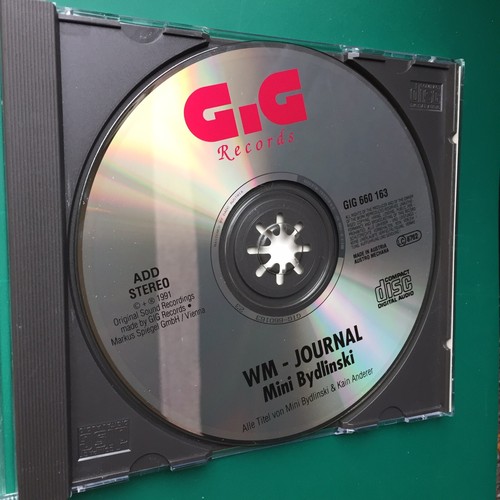 GiG
Records
GIG 660 163
MADE IN AUSTRIA
AUSTRO MECHANA
LC 6762
ADD
STEREO
© + ℗ 1991
Original Sound Recordings
made by GIG Records •
Markus Spiegel GmbH / Vienna
COMPACT
disc
DIGITAL AUDIO
WM - JOURNAL
Mini Bydlinski
Alle Titel von Mini Bydlinski & Kain Anderer